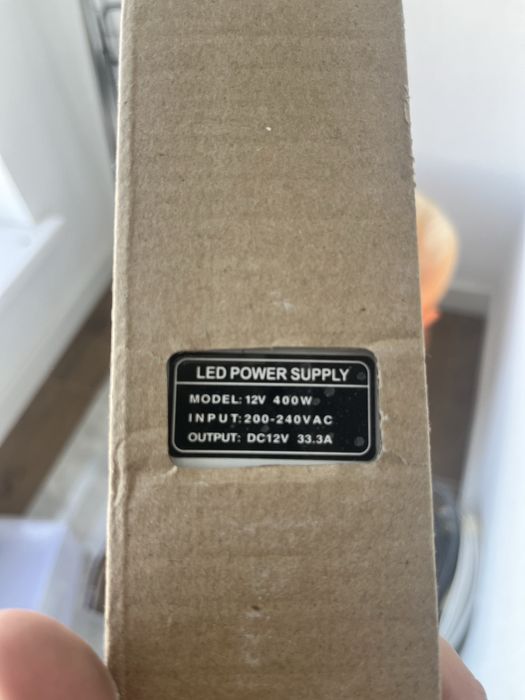 LED POWER SUPPLY
MODEL: 12V 400W
INPUT: 200-240VAC
OUTPUT: DC12V 33.3A